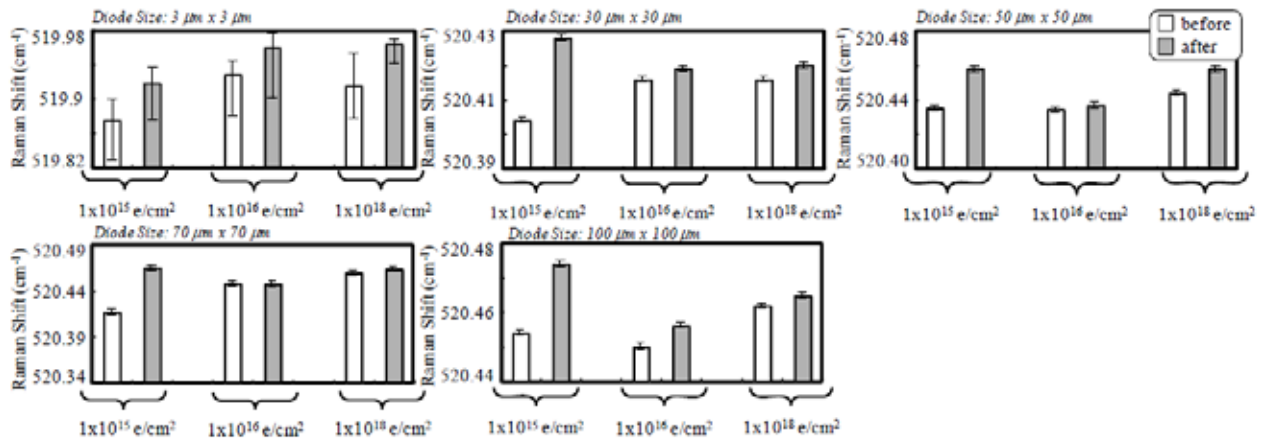 Diode Size: 3 μm x 3 μm
Raman Shift (cm⁻¹)
519.98
519.9
519.82
1x10¹⁵ e/cm²
1x10¹⁶ e/cm²
1x10¹⁸ e/cm²
Diode Size: 30 μm x 30 μm
Raman Shift (cm⁻¹)
520.43
520.41
520.39
1x10¹⁵ e/cm²
1x10¹⁶ e/cm²
1x10¹⁸ e/cm²
Diode Size: 50 μm x 50 μm
before
after
Raman Shift (cm⁻¹)
520.48
520.44
520.40
1x10¹⁵ e/cm²
1x10¹⁶ e/cm²
1x10¹⁸ e/cm²
Diode Size: 70 μm x 70 μm
Raman Shift (cm⁻¹)
520.49
520.44
520.39
520.34
1x10¹⁵ e/cm²
1x10¹⁶ e/cm²
1x10¹⁸ e/cm²
Diode Size: 100 μm x 100 μm
Raman Shift (cm⁻¹)
520.48
520.46
520.44
1x10¹⁵ e/cm²
1x10¹⁶ e/cm²
1x10¹⁸ e/cm²